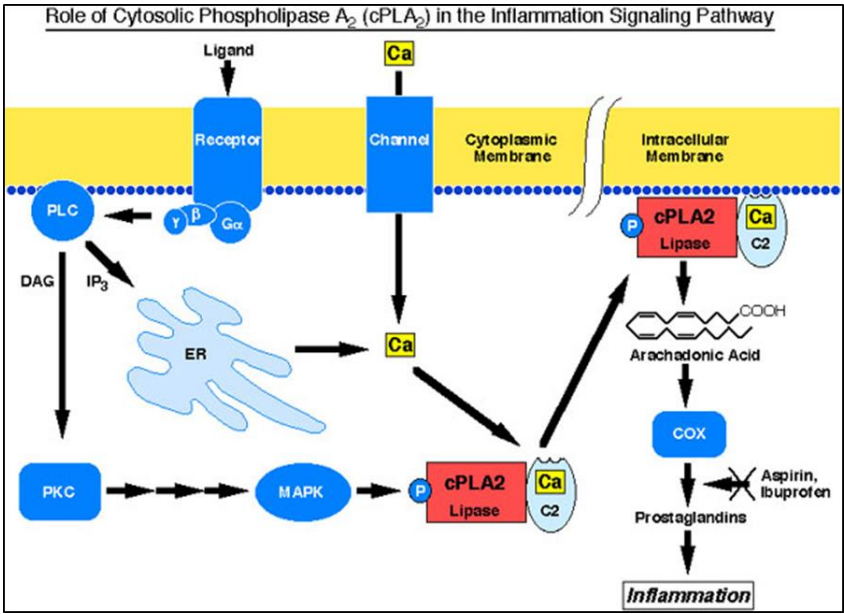 Role of Cytosolic Phospholipase A₂ (cPLA₂) in the Inflammation Signaling Pathway
Ligand
Ca
Receptor
Channel
Cytoplasmic
Membrane
Intracellular
Membrane
PLC
γ
β
Gα
P
cPLA2
Lipase
Ca
C2
DAG
IP₃
COOH
ER
Ca
Arachadonic Acid
COX
PKC
MAPK
P
cPLA2
Lipase
Ca
C2
Aspirin,
Ibuprofen
Prostaglandins
Inflammation